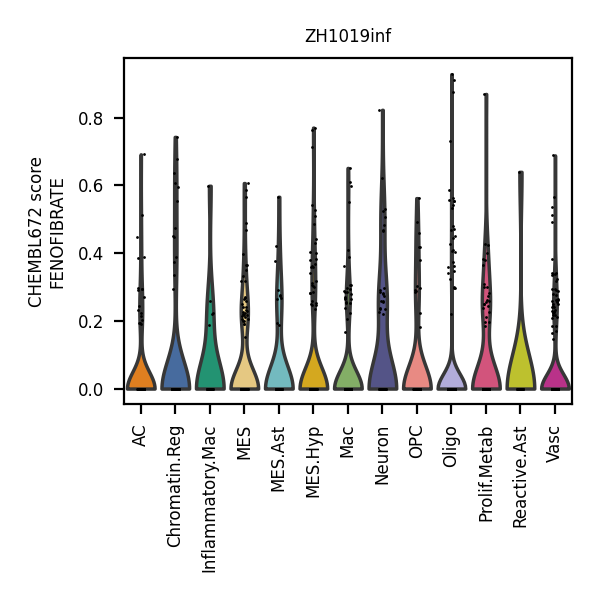 ZH1019inf
CHEMBL672 score
FENOFIBRATE
0.8
0.6
0.4
0.2
0.0
AC
Chromatin.Reg
Inflammatory.Mac
MES
MES.Ast
MES.Hyp
Mac
Neuron
OPC
Oligo
Prolif.Metab
Reactive.Ast
Vasc